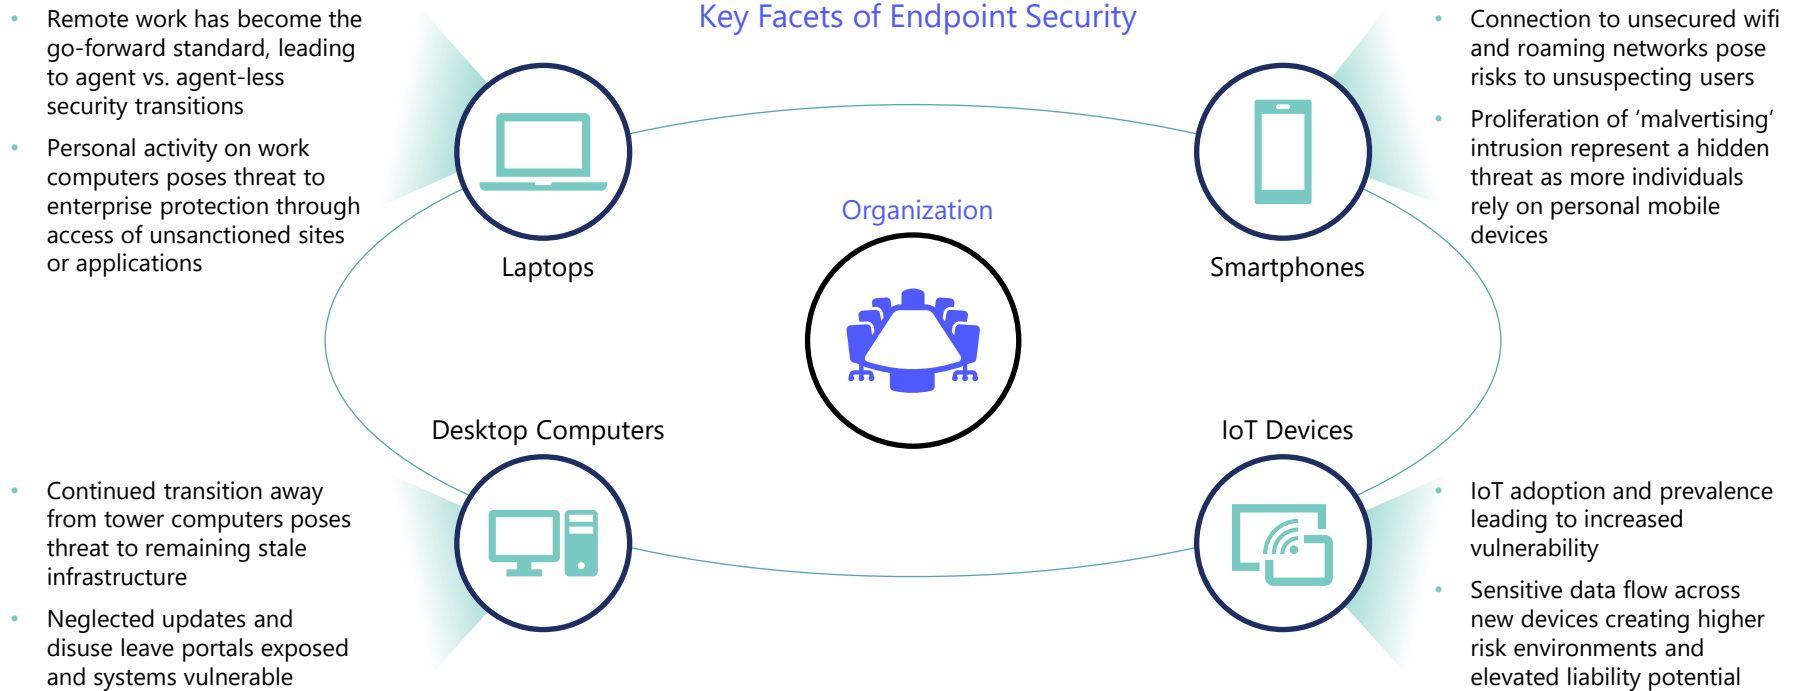 Key Facets of Endpoint Security
• Remote work has become the
go-forward standard, leading
to agent vs. agent-less
security transitions
• Personal activity on work
computers poses threat to
enterprise protection through
access of unsanctioned sites
or applications
Laptops
• Connection to unsecured wifi
and roaming networks pose
risks to unsuspecting users
• Proliferation of ‘malvertising’
intrusion represent a hidden
threat as more individuals
rely on personal mobile
devices
Smartphones
Organization
Desktop Computers
• Continued transition away
from tower computers poses
threat to remaining stale
infrastructure
• Neglected updates and
disuse leave portals exposed
and systems vulnerable
IoT Devices
• IoT adoption and prevalence
leading to increased
vulnerability
• Sensitive data flow across
new devices creating higher
risk environments and
elevated liability potential